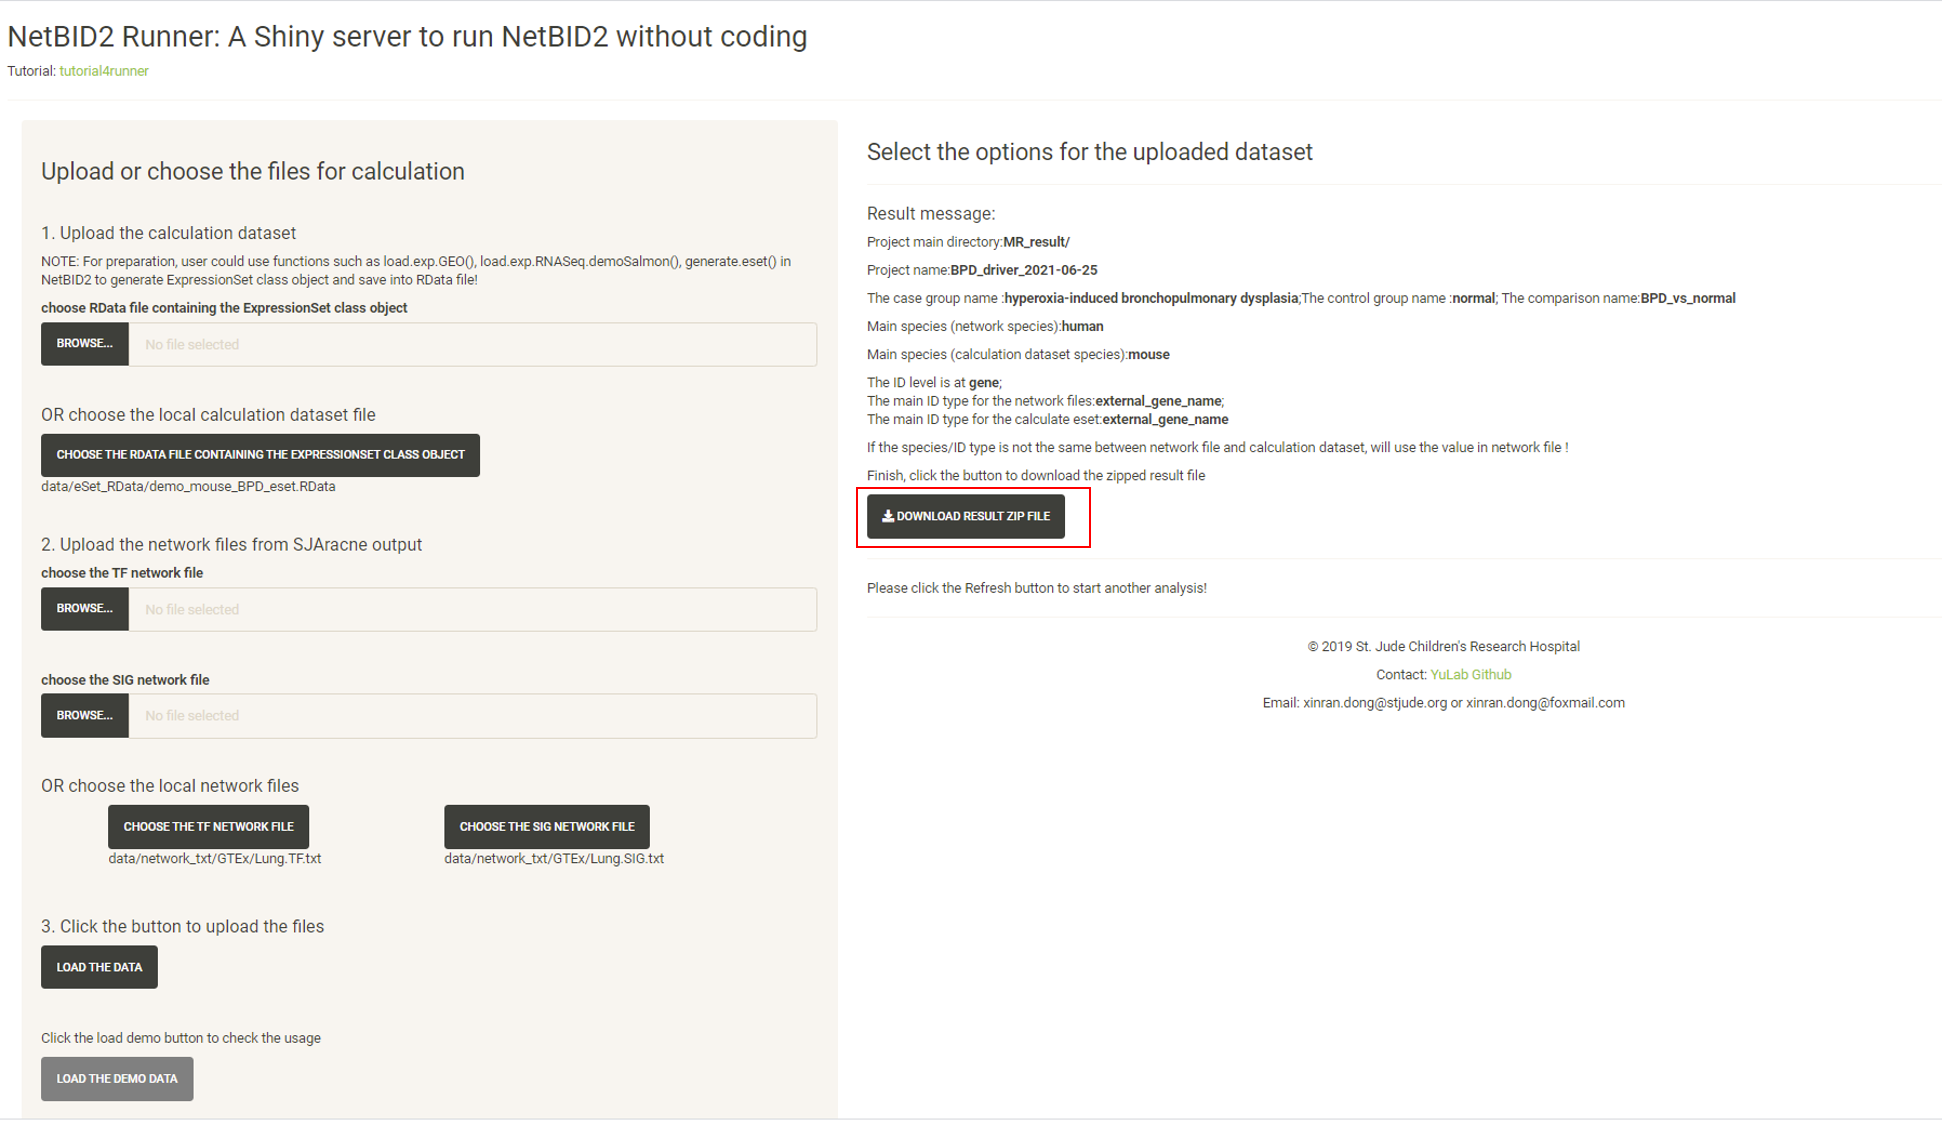 NetBID2 Runner: A Shiny server to run NetBID2 without coding
Tutorial: tutorial4runner
Upload or choose the files for calculation
1. Upload the calculation dataset
NOTE: For preparation, user could use functions such as load.exp.GEO(), load.exp.RNASeq.demoSalmon(), generate.eset() in
NetBID2 to generate ExpressionSet class object and save into RData file!
choose RData file containing the ExpressionSet class object
BROWSE... No file selected
OR choose the local calculation dataset file
CHOOSE THE RDATA FILE CONTAINING THE EXPRESSIONSET CLASS OBJECT
data/eSet_RData/demo_mouse_BPD_eset.RData
2. Upload the network files from SJAracne output
choose the TF network file
BROWSE... No file selected
choose the SIG network file
BROWSE... No file selected
OR choose the local network files
CHOOSE THE TF NETWORK FILE
data/network_txt/GTEx/Lung.TF.txt
CHOOSE THE SIG NETWORK FILE
data/network_txt/GTEx/Lung.SIG.txt
3. Click the button to upload the files
LOAD THE DATA
Click the load demo button to check the usage
LOAD THE DEMO DATA
Select the options for the uploaded dataset
Result message:
Project main directory:MR_result/
Project name:BPD_driver_2021-06-25
The case group name :hyperoxia-induced bronchopulmonary dysplasia;The control group name :normal; The comparison name:BPD_vs_normal
Main species (network species):human
Main species (calculation dataset species):mouse
The ID level is at gene;
The main ID type for the network files:external_gene_name;
The main ID type for the calculate eset:external_gene_name
If the species/ID type is not the same between network file and calculation dataset, will use the value in network file !
Finish, click the button to download the zipped result file
DOWNLOAD RESULT ZIP FILE
Please click the Refresh button to start another analysis!
© 2019 St. Jude Children's Research Hospital
Contact: YuLab Github
Email: xinran.dong@stjude.org or xinran.dong@foxmail.com